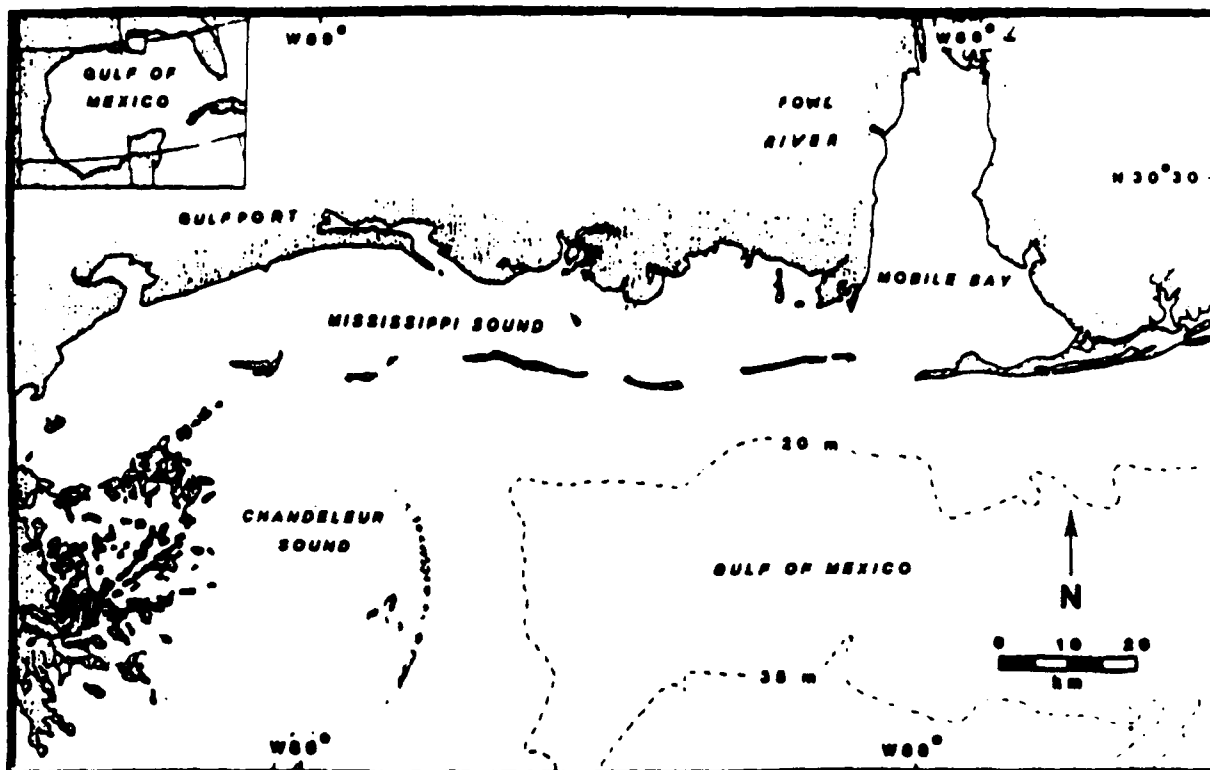 W89°
W88°
GULF OF
MEXICO
FOWL
RIVER
N 30°30
GULFPORT
MOBILE BAY
MISSISSIPPI SOUND
20 m
CHANDELEUR
SOUND
GULF OF MEXICO
N
0 10 20
km
35 m
W89°
W88°